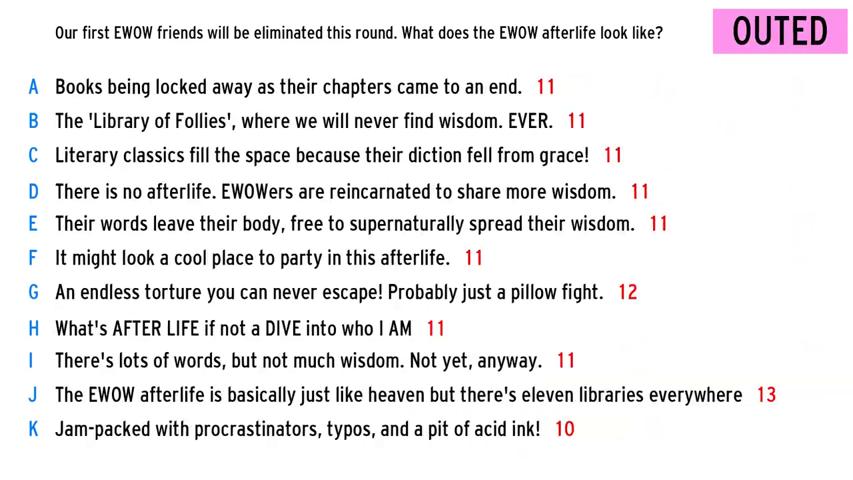 Our first EWOW friends will be eliminated this round. What does the EWOW afterlife look like?
OUTED
A Books being locked away as their chapters came to an end. 11
B The 'Library of Follies', where we will never find wisdom. EVER. 11
C Literary classics fill the space because their diction fell from grace! 11
D There is no afterlife. EWOWers are reincarnated to share more wisdom. 11
E Their words leave their body, free to supernaturally spread their wisdom. 11
F It might look a cool place to party in this afterlife. 11
G An endless torture you can never escape! Probably just a pillow fight. 12
H What's AFTER LIFE if not a DIVE into who I AM 11
I There's lots of words, but not much wisdom. Not yet, anyway. 11
J The EWOW afterlife is basically just like heaven but there's eleven libraries everywhere 13
K Jam-packed with procrastinators, typos, and a pit of acid ink! 10